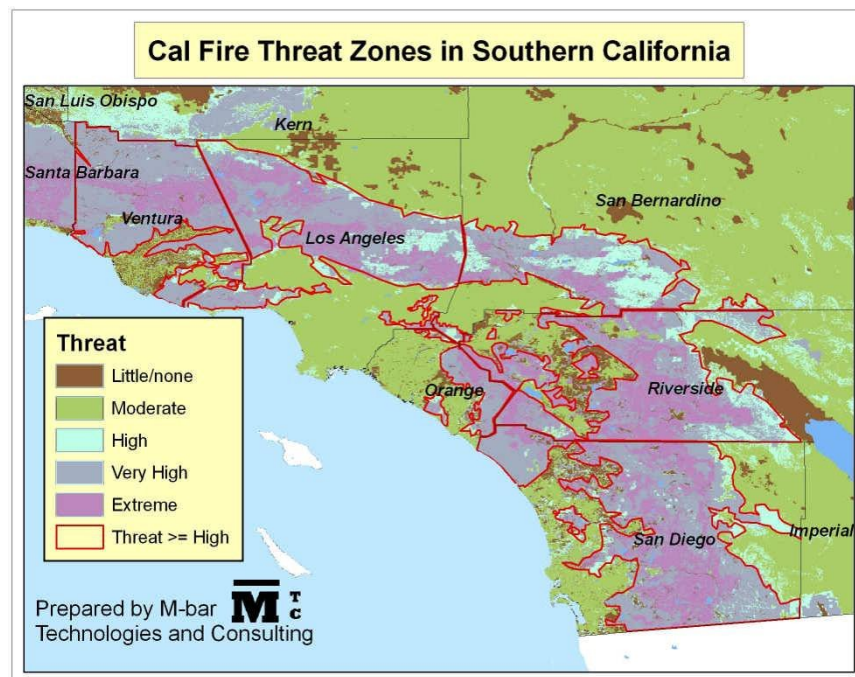 Cal Fire Threat Zones in Southern California
San Luis Obispo
Kern
Santa Barbara
San Bernardino
Ventura
Los Angeles
Orange
Riverside
San Diego
Imperial
Threat
Little/none
Moderate
High
Very High
Extreme
Threat >= High
Prepared by M-bar M T C
Technologies and Consulting